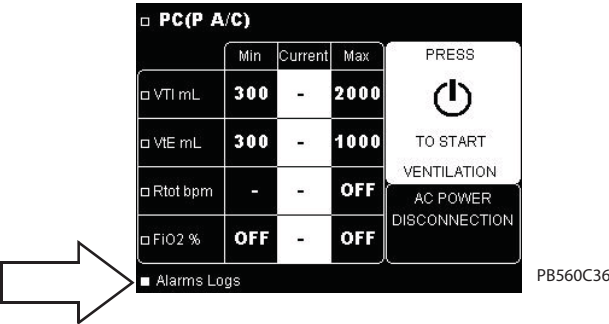 PC(P A/C)
Min Current Max
VTI mL 300 - 2000
VtE mL 300 - 1000
Rtot bpm - - OFF
FiO2 % OFF - OFF
PRESS
TO START
VENTILATION
AC POWER
DISCONNECTION
Alarms Logs
PB560C36